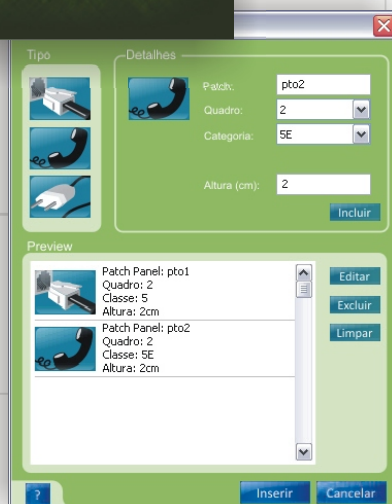 Tipo
Detalhes
Patch: pto2
Quadro: 2
Categoria: 5E
Altura (cm): 2
Incluir
Preview
Patch Panel: pto1
Quadro: 2
Classe: 5
Altura: 2cm
Patch Panel: pto2
Quadro: 2
Classe: 5E
Altura: 2cm
Editar
Excluir
Limpar
?
Inserir
Cancelar